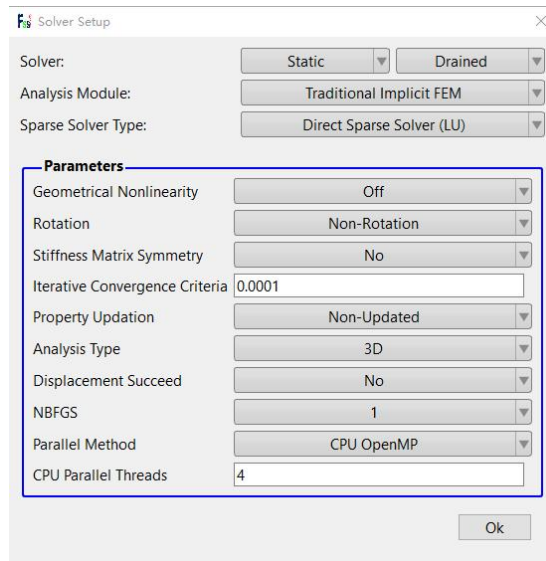 Solver Setup
Solver: Static Drained
Analysis Module: Traditional Implicit FEM
Sparse Solver Type: Direct Sparse Solver (LU)
Parameters
Geometrical Nonlinearity Off
Rotation Non-Rotation
Stiffness Matrix Symmetry No
Iterative Convergence Criteria 0.0001
Property Updation Non-Updated
Analysis Type 3D
Displacement Succeed No
NBFGS 1
Parallel Method CPU OpenMP
CPU Parallel Threads 4
Ok